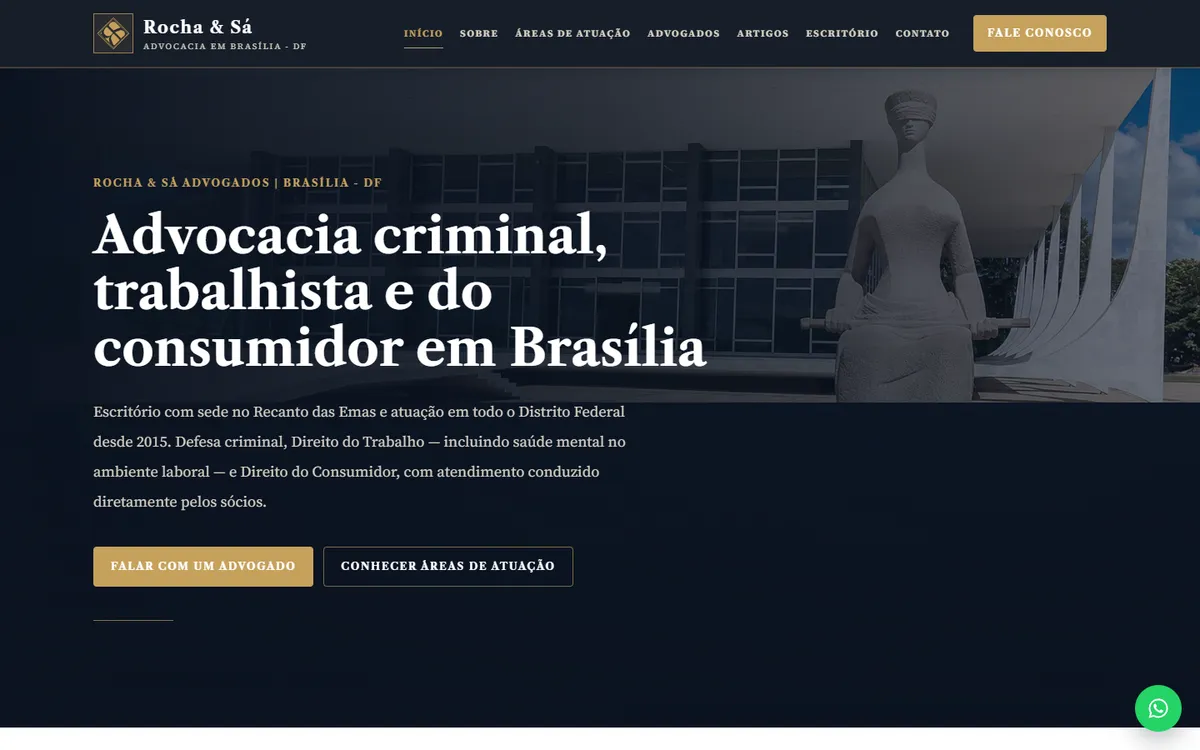 Rocha & Sá
ADVOCACIA EM BRASÍLIA - DF
INÍCIO
SOBRE
ÁREAS DE ATUAÇÃO
ADVOGADOS
ARTIGOS
ESCRITÓRIO
CONTATO
FALE CONOSCO
ROCHA & SÁ ADVOGADOS | BRASÍLIA - DF
Advocacia criminal,
trabalhista e do
consumidor em Brasília
Escritório com sede no Recanto das Emas e atuação em todo o Distrito Federal
desde 2015. Defesa criminal, Direito do Trabalho — incluindo saúde mental no
ambiente laboral — e Direito do Consumidor, com atendimento conduzido
diretamente pelos sócios.
FALAR COM UM ADVOGADO
CONHECER ÁREAS DE ATUAÇÃO